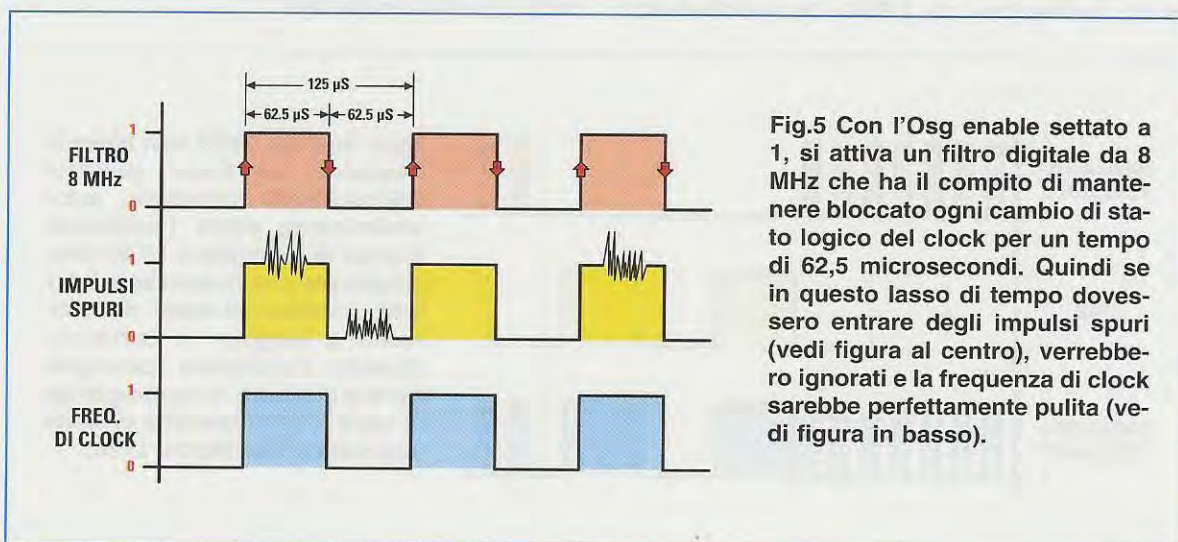 125 µS
62.5 µS 62.5 µS
1
FILTRO
8 MHz
0
1
IMPULSI
SPURI
0
1
FREQ.
DI CLOCK
0
Fig.5 Con l'Osg enable settato a
1, si attiva un filtro digitale da 8
MHz che ha il compito di mante-
nere bloccato ogni cambio di sta-
to logico del clock per un tempo
di 62,5 microsecondi. Quindi se
in questo lasso di tempo doves-
sero entrare degli impulsi spuri
(vedi figura al centro), verrebbe-
ro ignorati e la frequenza di clock
sarebbe perfettamente pulita (ve-
di figura in basso).